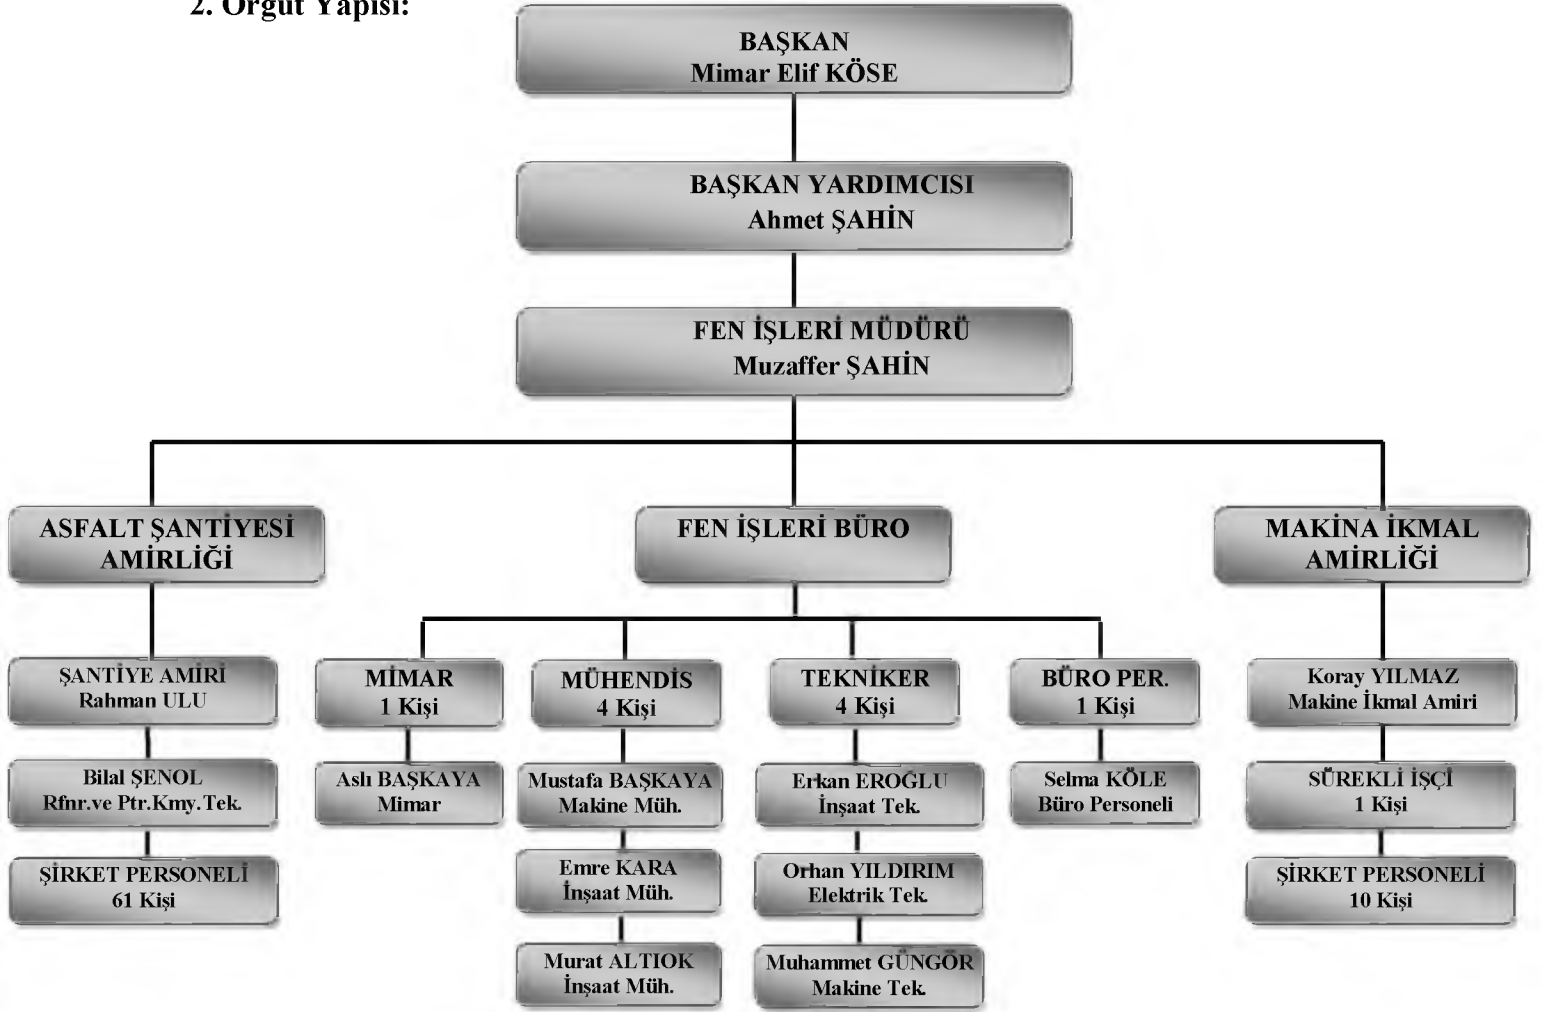 2. Örgüt Yapısı:
BAŞKAN
Mimar Elif KÖSE
BAŞKAN YARDIMCISI
Ahmet ŞAHİN
FEN İŞLERİ MÜDÜRÜ
Muzaffer ŞAHİN
ASFALT ŞANTİYESİ
AMİRLİĞİ
FEN İŞLERİ BÜRO
MAKİNA İKMAL
AMİRLİĞİ
ŞANTİYE AMİRİ
Rahman ULU
Bilal ŞENOL
Rfnr.ve Ptr.Kmy.Tek.
ŞİRKET PERSONELİ
61 Kişi
MİMAR
1 Kişi
Aslı BAŞKAYA
Mimar
MÜHENDİS
4 Kişi
Mustafa BAŞKAYA
Makine Müh.
Emre KARA
İnşaat Müh.
Murat ALTIOK
İnşaat Müh.
TEKNİKER
4 Kişi
Erkan EROĞLU
İnşaat Tek.
Orhan YILDIRIM
Elektrik Tek.
Muhammet GÜNGÖR
Makine Tek.
BÜRO PER.
1 Kişi
Selma KÖLE
Büro Personeli
Koray YILMAZ
Makine İkmal Amiri
SÜREKLİ İŞÇİ
1 Kişi
ŞİRKET PERSONELİ
10 Kişi